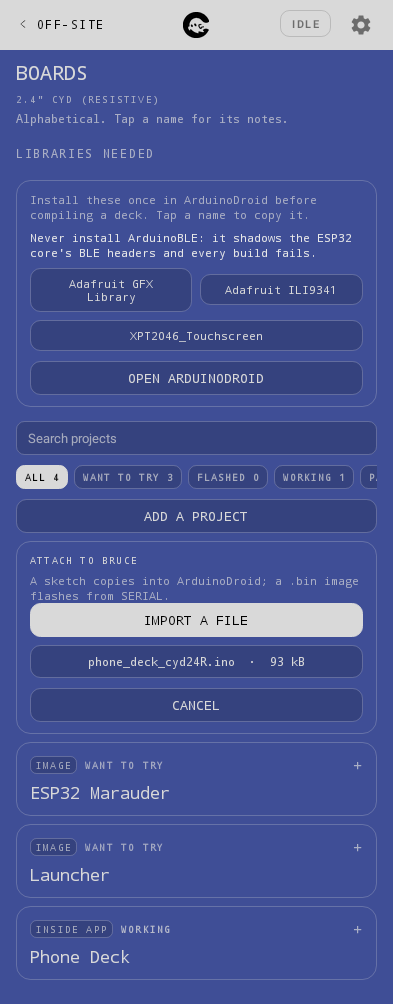 OFF-SITE
IDLE
BOARDS
2.4" CYD (RESISTIVE)
Alphabetical. Tap a name for its notes.
LIBRARIES NEEDED
Install these once in ArduinoDroid before
compiling a deck. Tap a name to copy it.
Never install ArduinoBLE: it shadows the ESP32
core's BLE headers and every build fails.
Adafruit GFX
Library
Adafruit ILI9341
XPT2046_Touchscreen
OPEN ARDUINODROID
Search projects
ALL 4
WANT TO TRY 3
FLASHED 0
WORKING 1
ADD A PROJECT
ATTACH TO BRUCE
A sketch copies into ArduinoDroid; a .bin image
flashes from SERIAL.
IMPORT A FILE
phone_deck_cyd24R.ino · 93 kB
CANCEL
IMAGE WANT TO TRY +
ESP32 Marauder
IMAGE WANT TO TRY +
Launcher
INSIDE APP WORKING +
Phone Deck